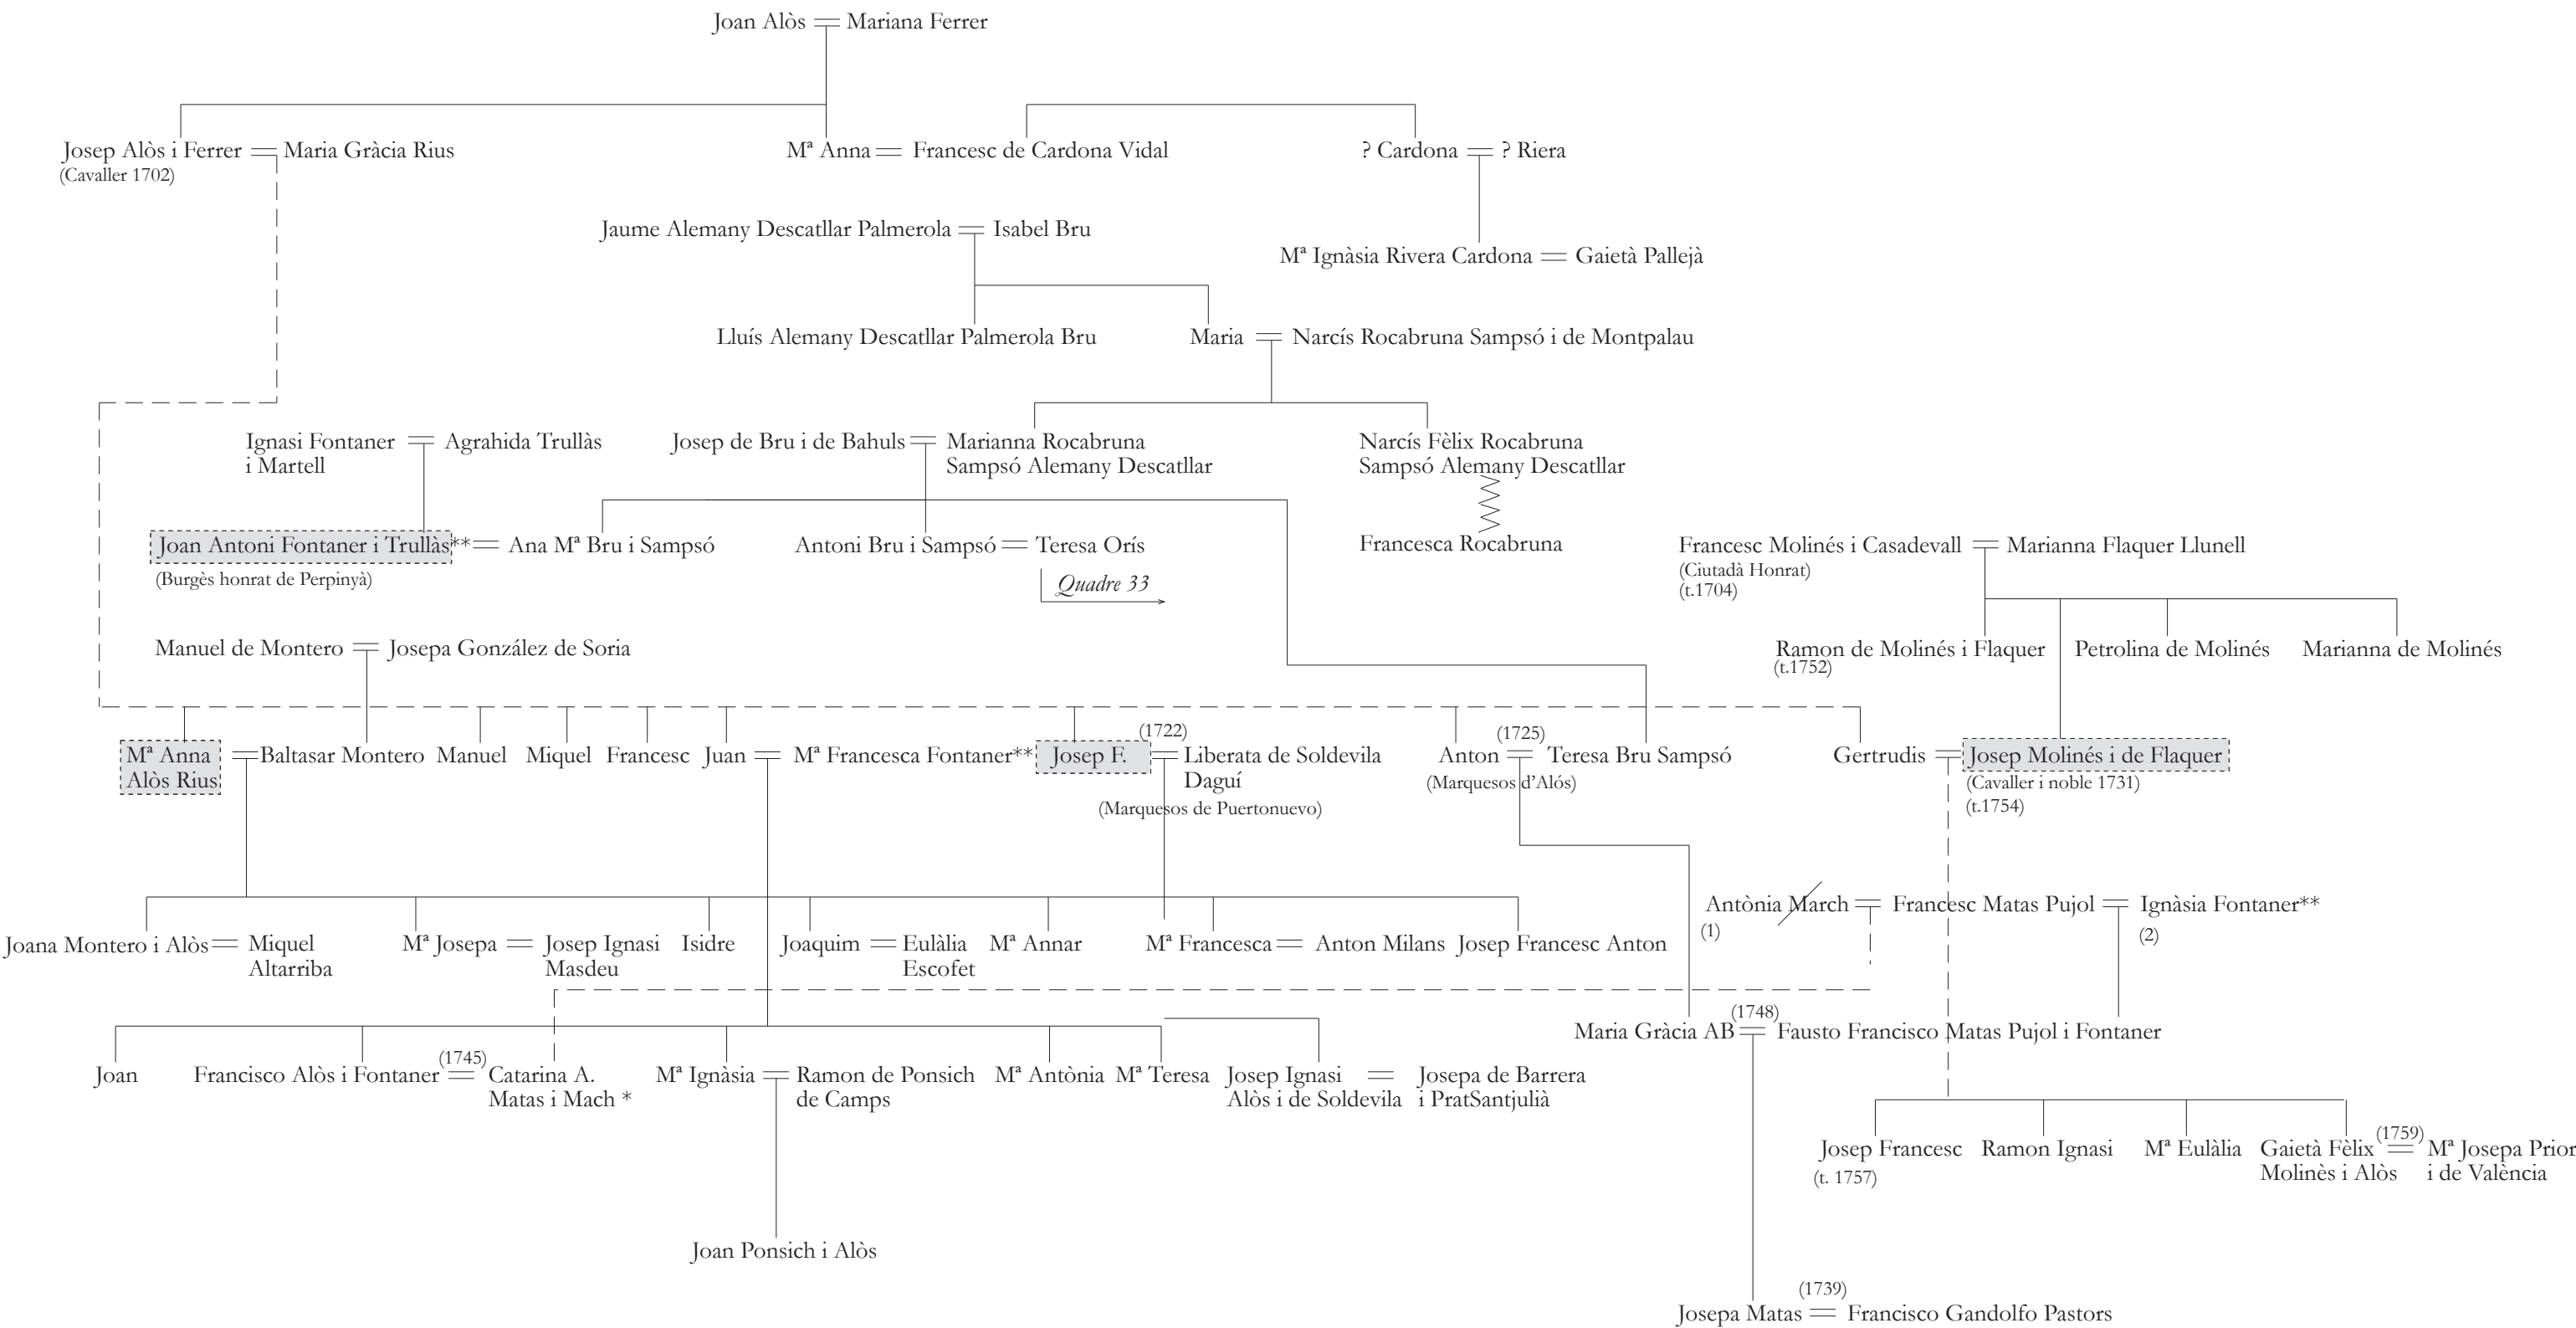 Joan Alòs Mariana Ferrer
Josep Alòs i Ferrer Maria Gràcia Rius Mª Anna Francesc de Cardona Vidal ? Cardona ? Riera
(Cavaller 1702)
Jaume Alemany Descatllar Palmerola Isabel Bru
Mª Ignàsia Rivera Cardona Gaietà Pallejà
Lluís Alemany Descatllar Palmerola Bru Maria Narcís Rocabruna Sampsó i de Montpalau
Ignasi Fontaner Agrahida Trullàs Josep de Bru i de Bahuls Marianna Rocabruna Narcís Fèlix Rocabruna
i Martell Sampsó Alemany Descatllar Sampsó Alemany Descatllar
Joan Antoni Fontaner i Trullàs** Ana Mª Bru i Sampsó Antoni Bru i Sampsó Teresa Orís Francesca Rocabruna Francesc Molinés i Casadevall Marianna Flaquer Llunell
(Burgès honrat de Perpinyà) Quadre 33 (Ciutadà Honrat)
(t.1704)
Manuel de Montero Josepa González de Soria Ramon de Molinés i Flaquer Petrolina de Molinés Marianna de Molinés
(t.1752)
(1722) (1725)
Mª Anna Baltasar Montero Manuel Miquel Francesc Juan Mª Francesca Fontaner** Josep F. Liberata de Soldevila Anton Teresa Bru Sampsó Gertrudis Josep Molinés i de Flaquer
Alòs Rius Daguí (Marquesos d'Alós) (Cavaller i noble 1731)
(Marquesos de Puertonuevo) (t.1754)
Antònia March Francesc Matas Pujol Ignàsia Fontaner**
(1) (2)
Joana Montero i Alòs Miquel Mª Josepa Josep Ignasi Isidre Joaquim Eulàlia Mª Annar Mª Francesca Anton Milans Josep Francesc Anton
Altarriba Masdeu Escofet
(1748)
Maria Gràcia AB Fausto Francisco Matas Pujol i Fontaner
(1745)
Joan Francisco Alòs i Fontaner Catarina A. Mª Ignàsia Ramon de Ponsich Mª Antònia Mª Teresa Josep Ignasi Josepa de Barrera
Matas i Mach * de Camps Alòs i de Soldevila i PratSantjulià
(1759)
Josep Francesc Ramon Ignasi Mª Eulàlia Gaietà Fèlix Mª Josepa Prior
(t. 1757) Molinès i Alòs i de València
Joan Ponsich i Alòs
(1739)
Josepa Matas Francisco Gandolfo Pastors